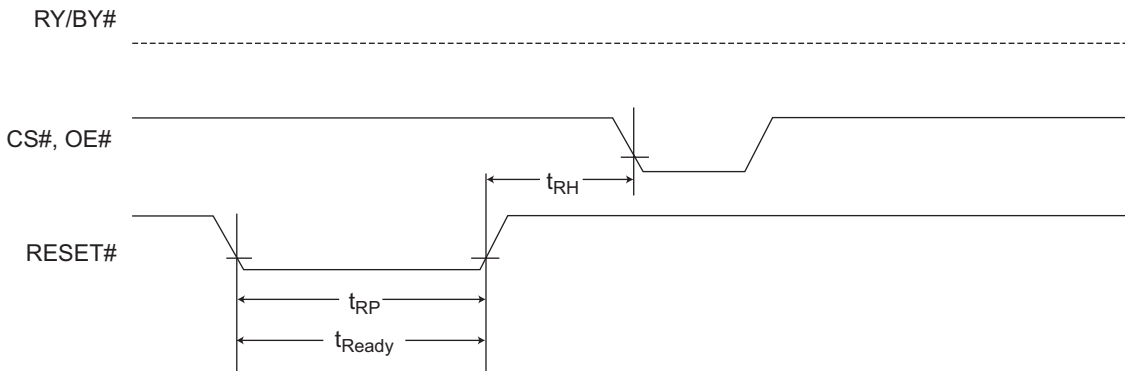 RY/BY#
CS#, OE#
tRH
RESET#
tRP
tReady